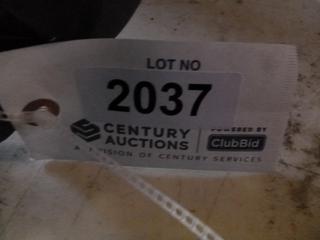 LOT NO
2037
CENTURY AUCTIONS
POWERED BY
ClubBid
A DIVISION OF CENTURY SERVICES